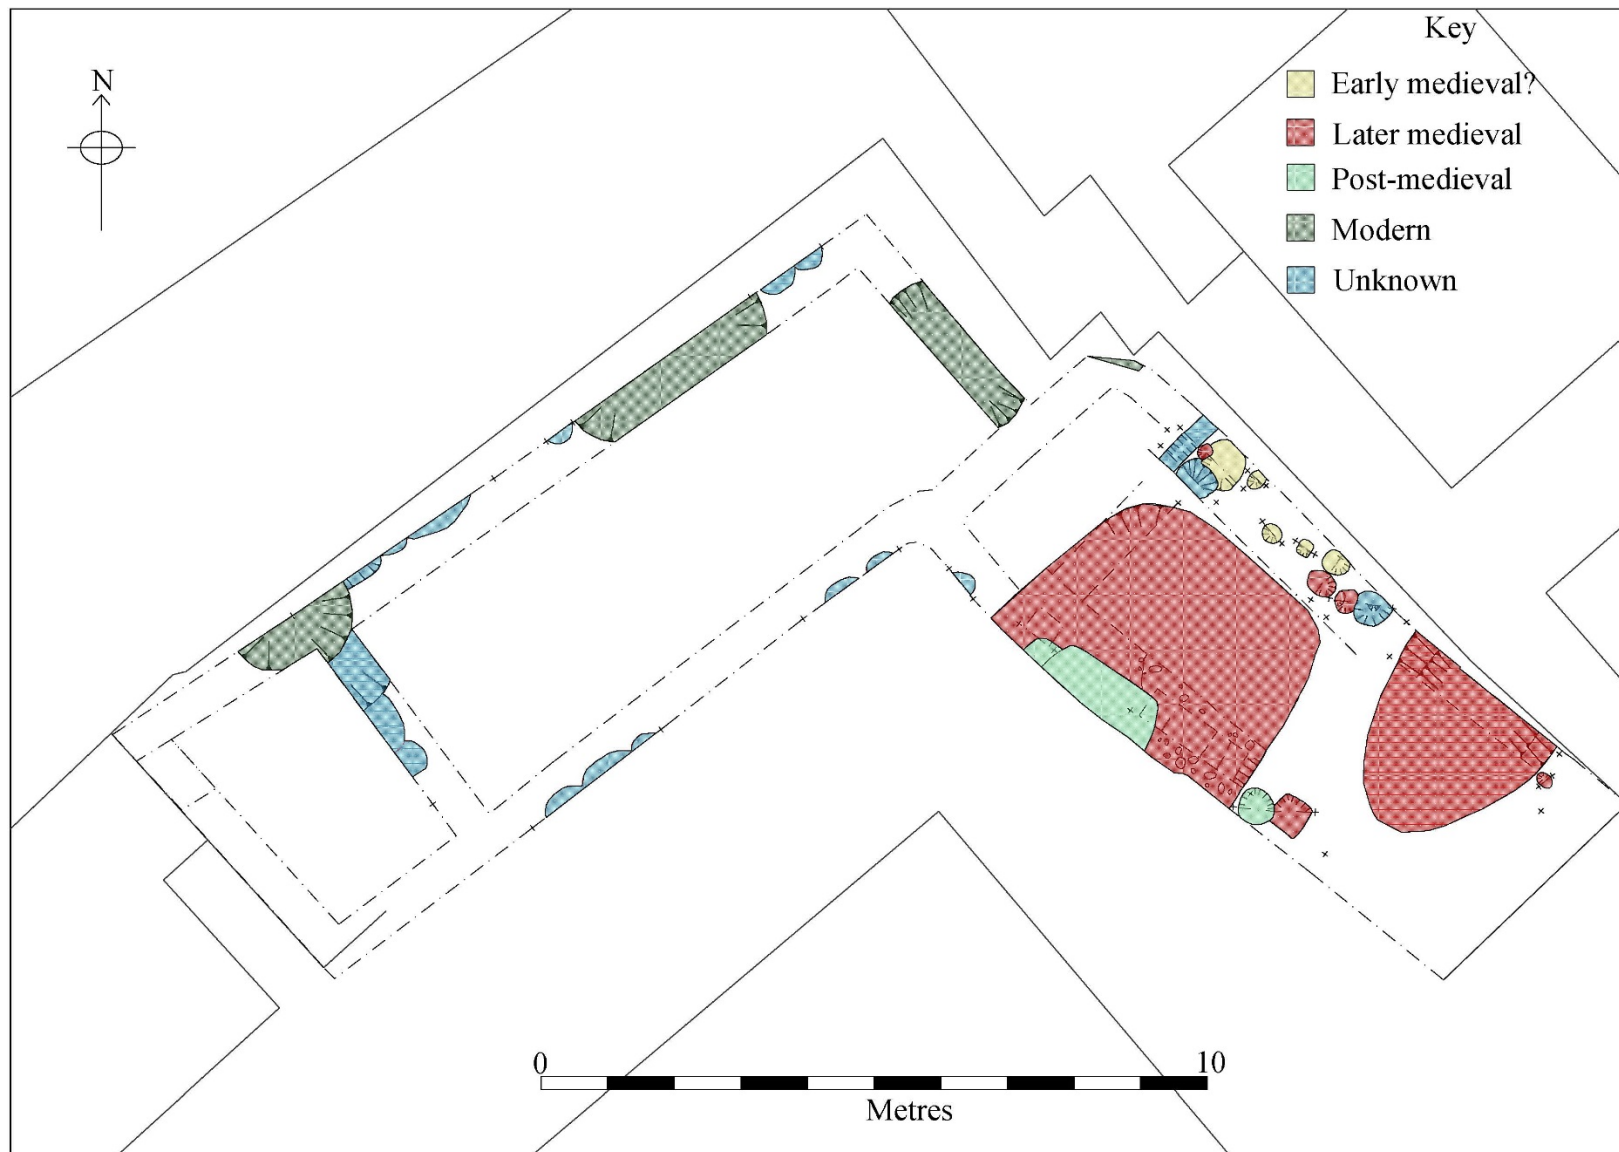 Key
N
Early medieval?
Later medieval
Post-medieval
Modern
Unknown
0 10
Metres